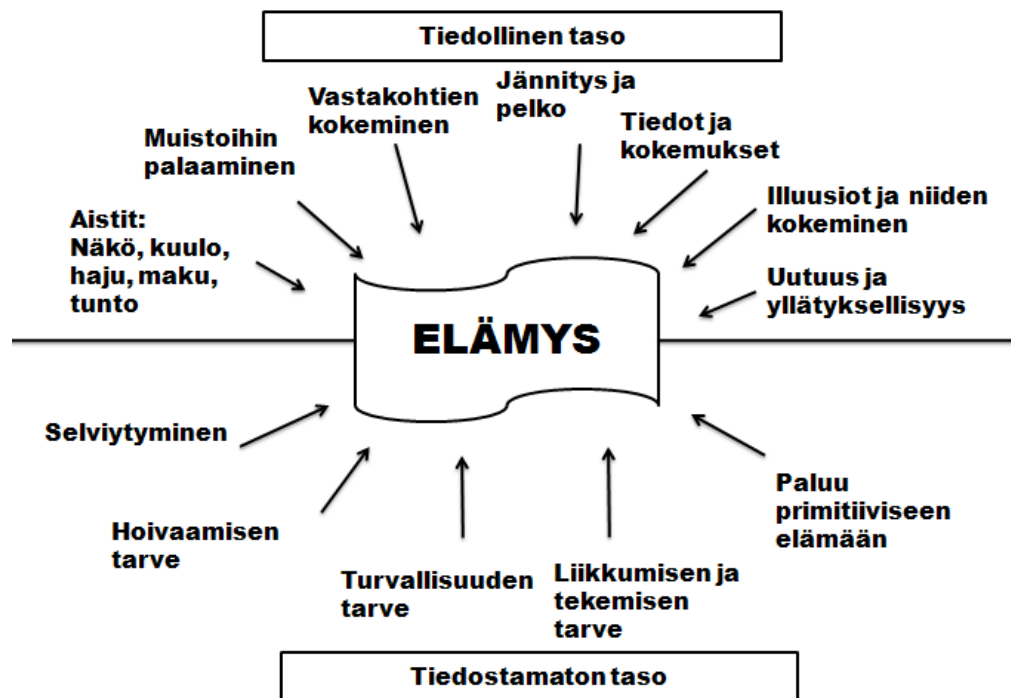 Tiedollinen taso
Jännitys ja
pelko
Vastakohtien
kokeminen
Tiedot ja
kokemukset
Muistoihin
palaaminen
Illuusiot ja niiden
kokeminen
Aistit:
Näkö, kuulo,
haju, maku,
tunto
Uutuus ja
yllätyksellisyys
ELÄMYS
Selviytyminen
Paluu
primitiiviseen
elämään
Hoivaamisen
tarve
Turvallisuuden
tarve
Liikkumisen ja
tekemisen
tarve
Tiedostamaton taso